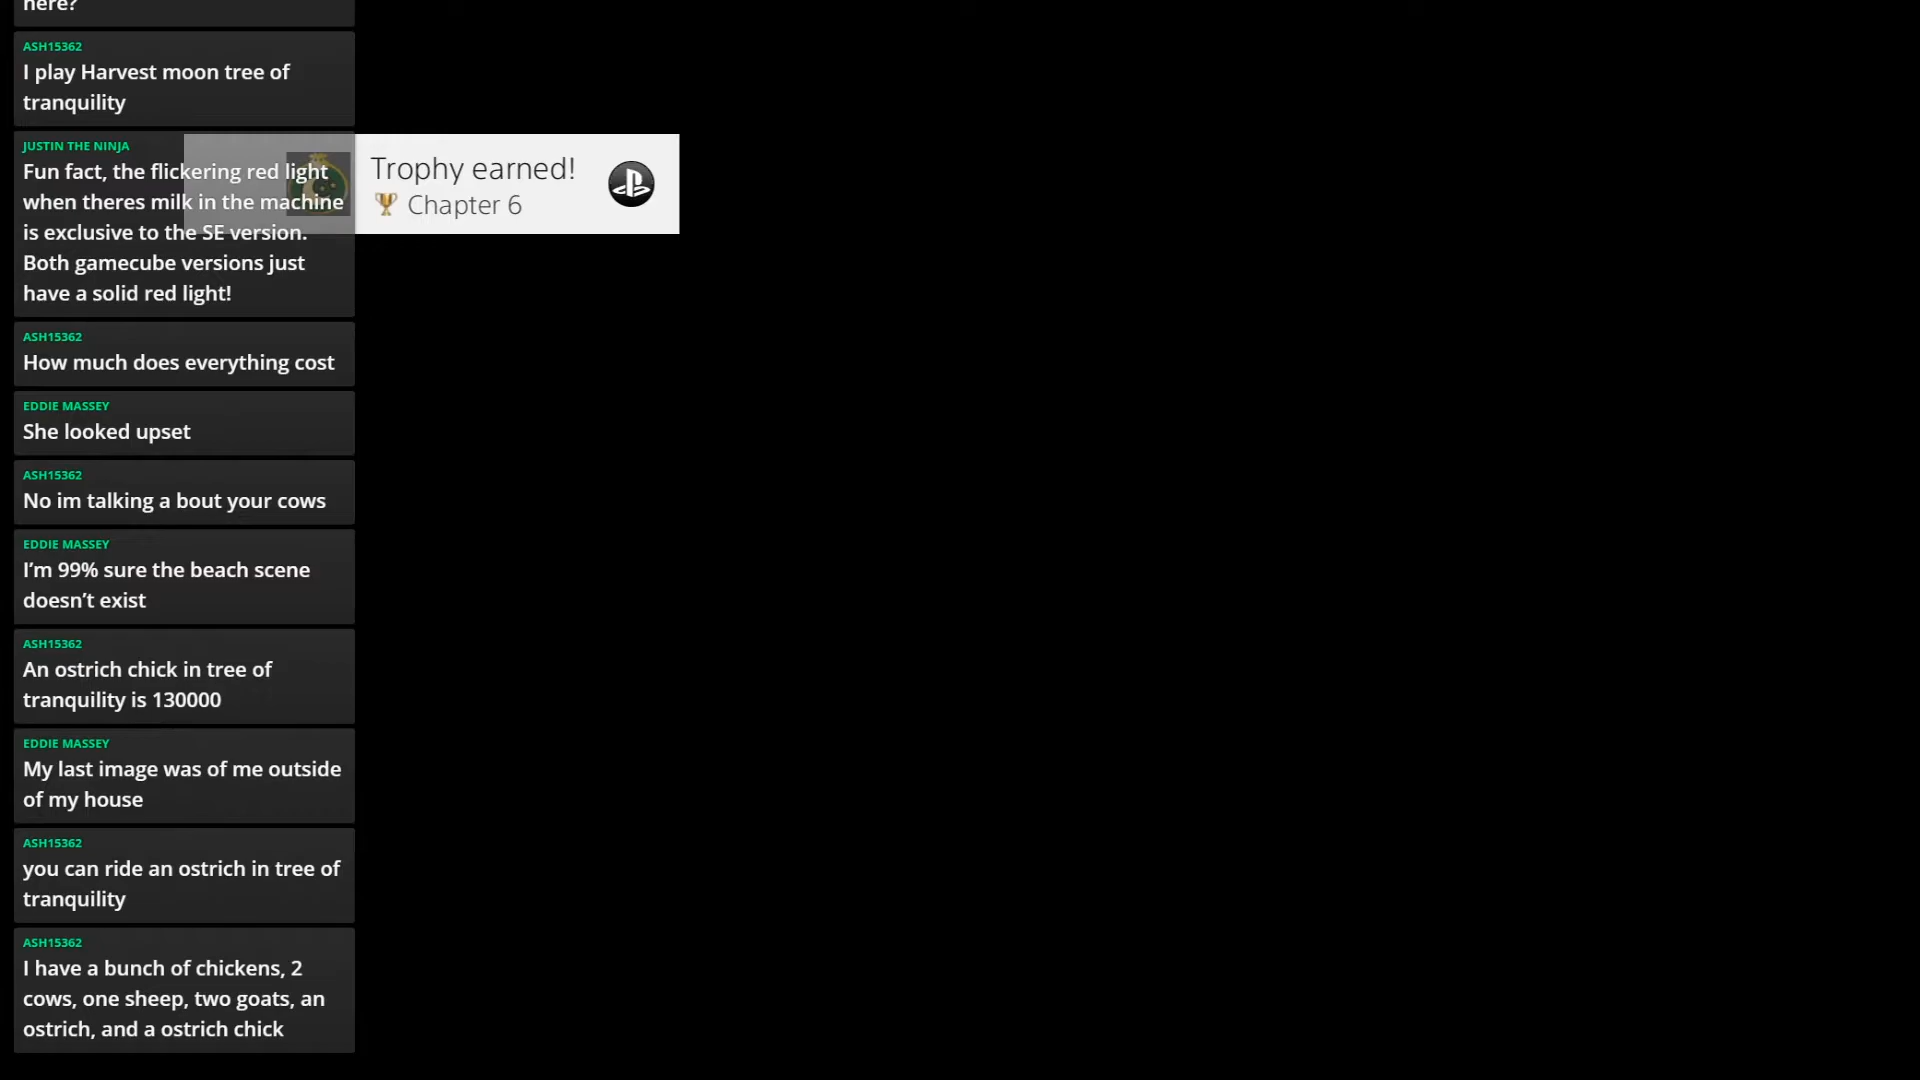 here?
ASH15362
I play Harvest moon tree of
tranquility
JUSTIN THE NINJA
Fun fact, the flickering red light
when theres milk in the machine
is exclusive to the SE version.
Both gamecube versions just
have a solid red light!
Trophy earned!
Chapter 6
ASH15362
How much does everything cost
EDDIE MASSEY
She looked upset
ASH15362
No im talking a bout your cows
EDDIE MASSEY
I’m 99% sure the beach scene
doesn’t exist
ASH15362
An ostrich chick in tree of
tranquility is 130000
EDDIE MASSEY
My last image was of me outside
of my house
ASH15362
you can ride an ostrich in tree of
tranquility
ASH15362
I have a bunch of chickens, 2
cows, one sheep, two goats, an
ostrich, and a ostrich chick